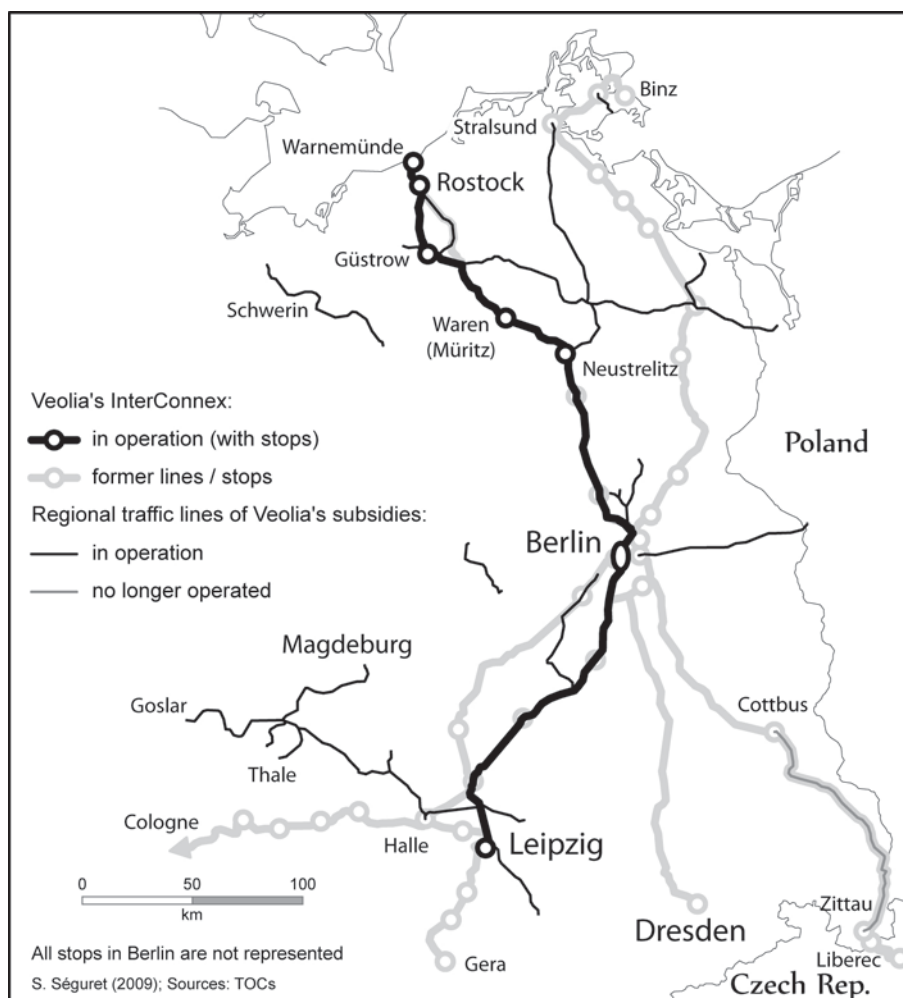 Binz
Stralsund
Warnemünde
Rostock
Güstrow
Schwerin
Waren
(Müritz)
Neustrelitz
Veolia's InterConnex:
in operation (with stops)
former lines / stops
Regional traffic lines of Veolia's subsidies:
in operation
no longer operated
Poland
Berlin
Magdeburg
Goslar
Thale
Cottbus
Cologne
Halle
Leipzig
0 50 100
km
Dresden
Zittau
Liberec
Gera
Czech Rep.
All stops in Berlin are not represented
S. Séguret (2009); Sources: TOCs